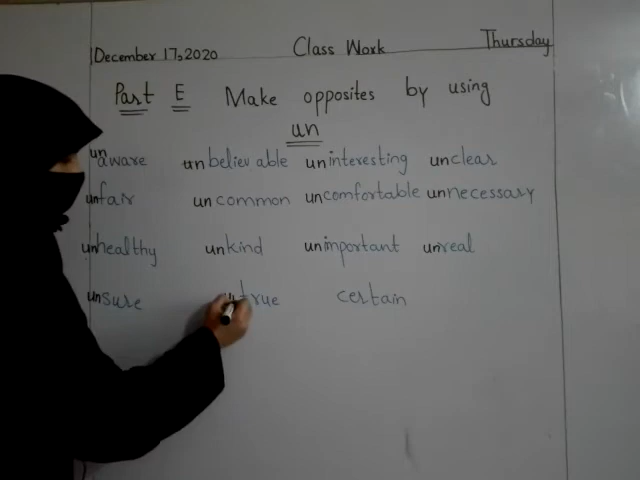 December 17, 2020 Class Work Thursday
Part E Make opposites by using
un
unaware unbelievable uninteresting unclear
unfair uncommon uncomfortable unnecessary
unhealthy unkind unimportant unreal
unsure untrue certain